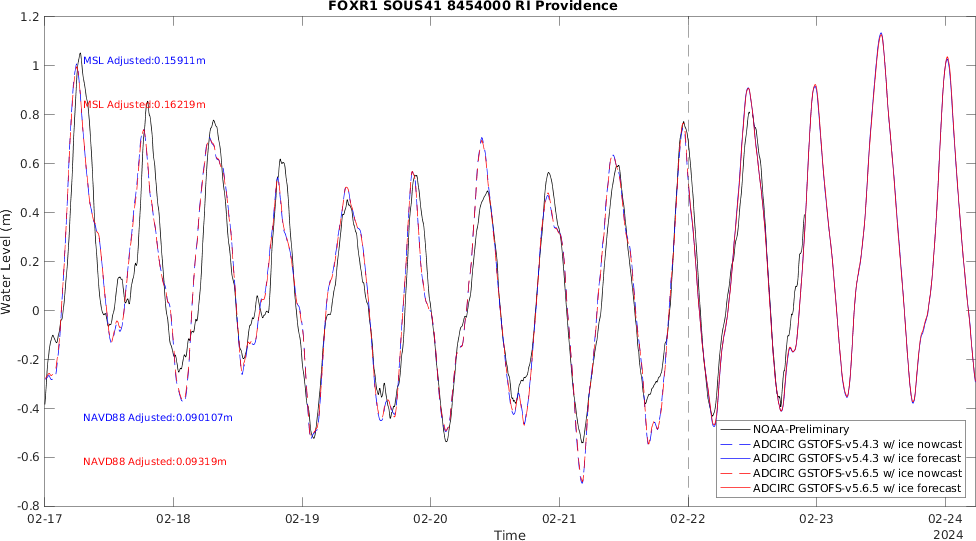 FOXR1 SOUS41 8454000 RI Providence
Water Level (m)
1.2
1
0.8
0.6
0.4
0.2
0
-0.2
-0.4
-0.6
-0.8
MSL Adjusted:0.15911m
MSL Adjusted:0.16219m
NAVD88 Adjusted:0.090107m
NAVD88 Adjusted:0.09319m
NOAA-Preliminary
ADCIRC GSTOFS-v5.4.3 w/ ice nowcast
ADCIRC GSTOFS-v5.4.3 w/ ice forecast
ADCIRC GSTOFS-v5.6.5 w/ ice nowcast
ADCIRC GSTOFS-v5.6.5 w/ ice forecast
02-17 02-18 02-19 02-20 02-21 02-22 02-23 02-24
Time
2024